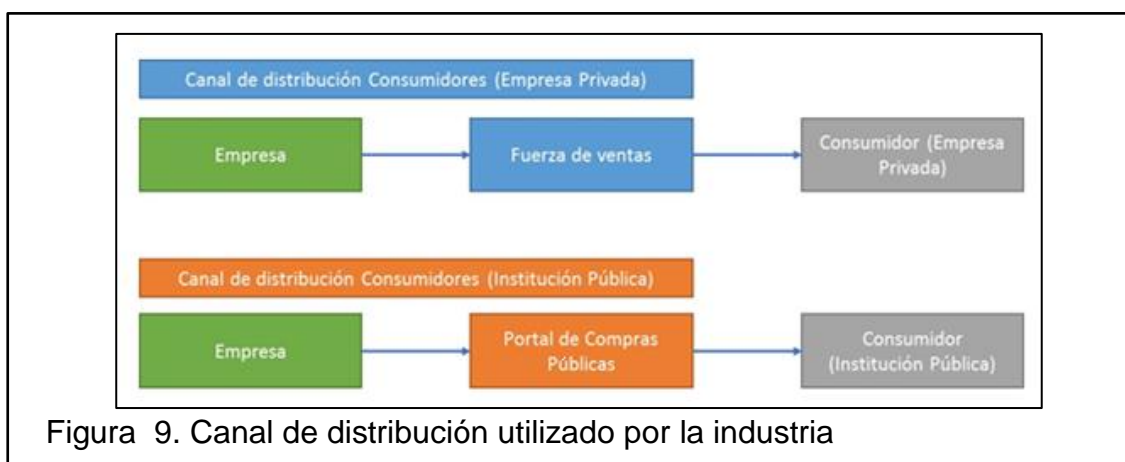 Canal de distribución Consumidores (Empresa Privada)
Empresa
Fuerza de ventas
Consumidor (Empresa
Privada)
Canal de distribución Consumidores (Institución Pública)
Empresa
Portal de Compras
Públicas
Consumidor
(Institución Pública)
Figura 9. Canal de distribución utilizado por la industria